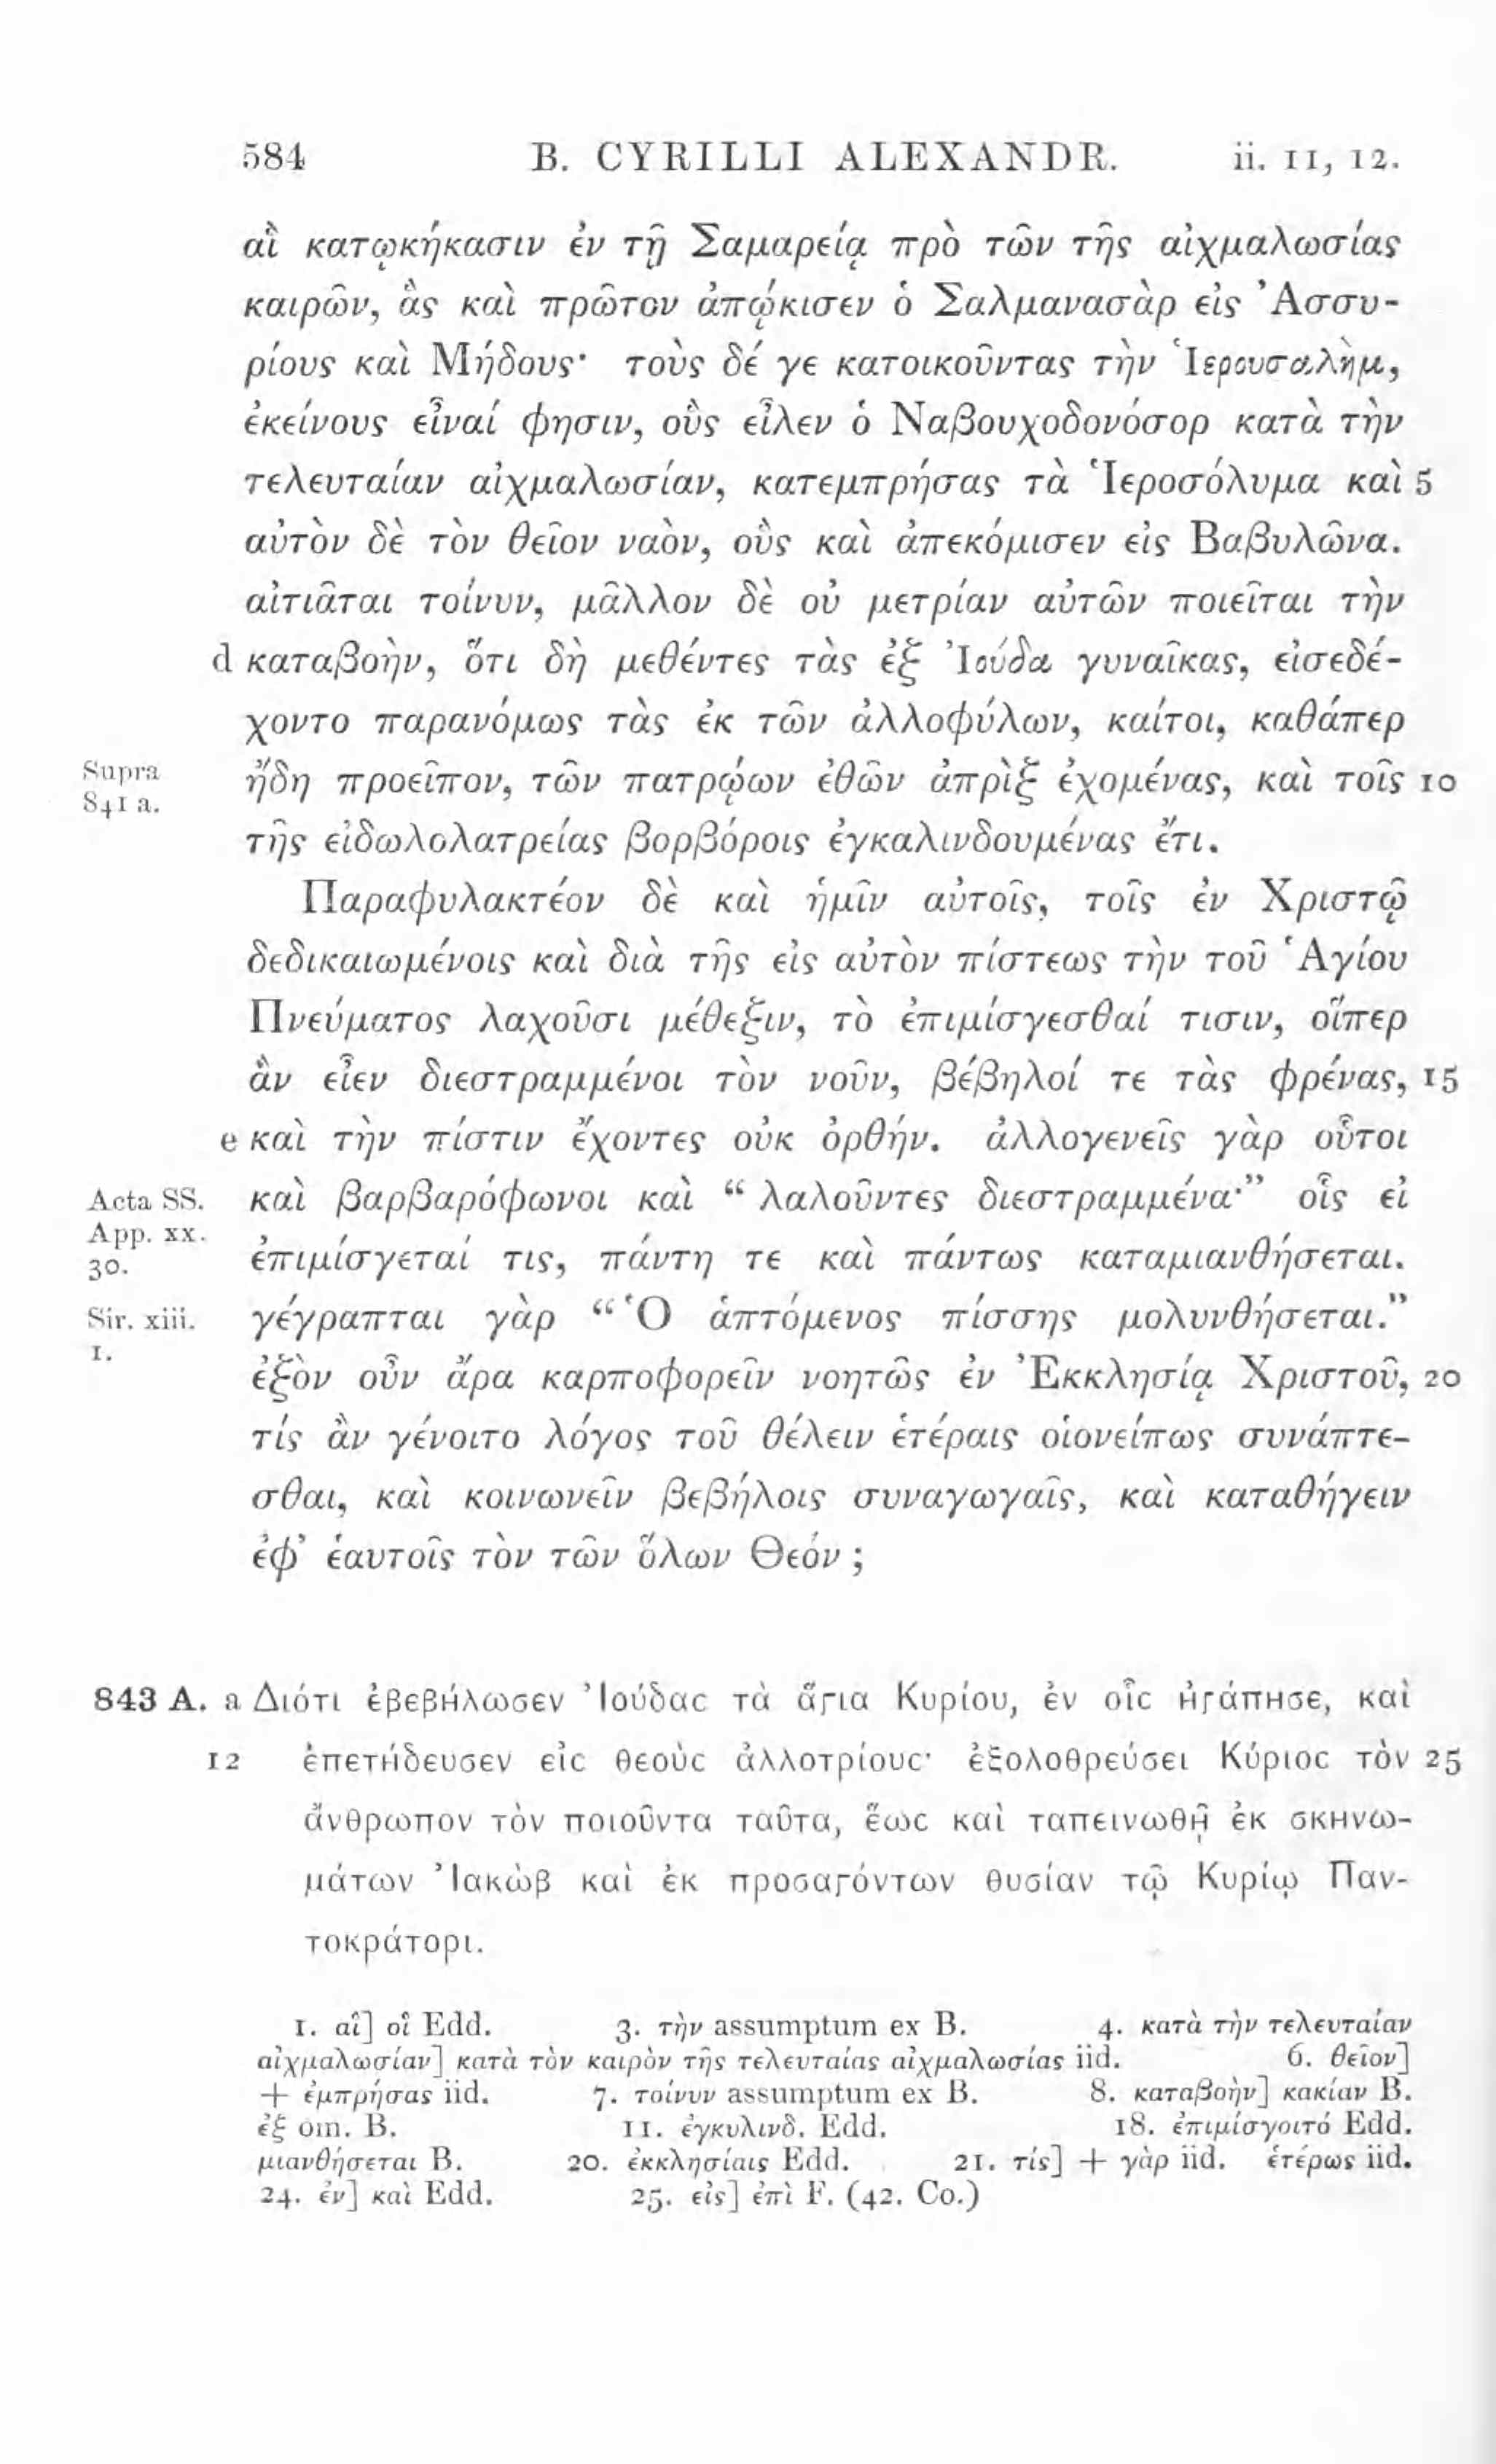 584 B. CYRILLI ALEXANDR. ii. 11, 12.
αἳ κατῳκήκασιν ἐν τῇ Σαμαρείᾳ πρὸ τῶν τῆς αἰχμαλωσίας
καιρῶν, ἃς καὶ πρῶτον ἀπῴκισεν ὁ Σαλμανασὰρ εἰς Ἀσσυ-
ρίους καὶ Μήδους· τοὺς δέ γε κατοικοῦντας τὴν Ἱερουσαλὴμ,
ἐκείνους εἶναί φησιν, οὓς εἷλεν ὁ Ναβουχοδονόσορ κατὰ τὴν
τελευταίαν αἰχμαλωσίαν, κατεμπρήσας τὰ Ἱεροσόλυμα καὶ 5
αὐτὸν δὲ τὸν θεῖον ναὸν, οὓς καὶ ἀπεκόμισεν εἰς Βαβυλῶνα.
αἰτιᾶται τοίνυν, μᾶλλον δὲ οὐ μετρίαν αὐτῶν ποιεῖται τὴν
d καταβοὴν, ὅτι δὴ μεθέντες τὰς ἐξ Ἰούδα γυναῖκας, εἰσεδέ-
χοντο παρανόμως τὰς ἐκ τῶν ἀλλοφύλων, καίτοι, καθάπερ
Supra 841 a. ἤδη προεῖπον, τῶν πατρῴων ἐθῶν ἀπρὶξ ἐχομένας, καὶ τοῖς 10
τῆς εἰδωλολατρείας βορβόροις ἐγκαλινδουμένας ἔτι.
Παραφυλακτέον δὲ καὶ ἡμῖν αὐτοῖς, τοῖς ἐν Χριστῷ
δεδικαιωμένοις καὶ διὰ τῆς εἰς αὐτὸν πίστεως τὴν τοῦ Ἁγίου
Πνεύματος λαχοῦσι μέθεξιν, τὸ ἐπιμίσγεσθαί τισιν, οἵπερ
ἂν εἶεν διεστραμμένοι τὸν νοῦν, βέβηλοί τε τὰς φρένας, 15
e καὶ τὴν πίστιν ἔχοντες οὐκ ὀρθήν. ἀλλογενεῖς γὰρ οὗτοι
Acta SS. App. xx. 30. καὶ βαρβαρόφωνοι καὶ “ λαλοῦντες διεστραμμένα·” οἷς εἰ
ἐπιμίσγεταί τις, πάντη τε καὶ πάντως καταμιανθήσεται.
Sir. xiii. 1. γέγραπται γὰρ “Ὁ ἁπτόμενος πίσσης μολυνθήσεται.”
ἐξὸν οὖν ἄρα καρποφορεῖν νοητῶς ἐν Ἐκκλησίᾳ Χριστοῦ, 20
τίς ἂν γένοιτο λόγος τοῦ θέλειν ἑτέραις οἱονείπως συνάπτε-
σθαι, καὶ κοινωνεῖν βεβήλοις συναγωγαῖς, καὶ καταθήγειν
ἐφ’ ἑαυτοῖς τὸν τῶν ὅλων Θεόν ;
843 A. a Διότι ἐβεβήλωσεν Ἰούδας τὰ ἅγια Κυρίου, ἐν οἷς ἠγάπησε, καὶ
12 ἐπετήδευσεν εἰς θεοὺς ἀλλοτρίους· ἐξολοθρεύσει Κύριος τὸν 25
ἄνθρωπον τὸν ποιοῦντα ταῦτα, ἕως καὶ ταπεινωθῇ ἐκ σκηνω-
μάτων Ἰακὼβ καὶ ἐκ προσαγόντων θυσίαν τῷ Κυρίῳ Παν-
τοκράτορι.
1. αἳ] οἳ Edd. 3. τὴν assumptum ex B. 4. κατὰ τὴν τελευταίαν
αἰχμαλωσίαν] κατὰ τὸν καιρὸν τῆς τελευταίας αἰχμαλωσίας iid. 6. θεῖον]
+ ἐμπρήσας iid. 7. τοίνυν assumptum ex B. 8. καταβοὴν] κακίαν B.
ἐξ om. B. 11. ἐγκυλινδ. Edd. 18. ἐπιμίσγοιτό Edd.
μιανθήσεται B. 20. ἐκκλησίαις Edd. 21. τίς] + γὰρ iid. ἑτέρως iid.
24. ἐν] καὶ Edd. 25. εἰς] ἐπὶ F. (42. Co.)